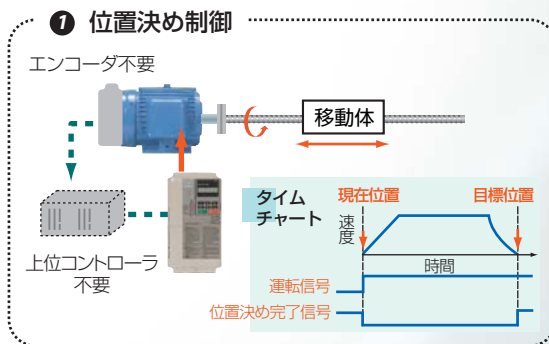 ❶ 位置決め制御
エンコーダ不要
移動体
上位コントローラ
不要
タイム
チャート
現在位置
目標位置
速度
時間
運転信号
位置決め完了信号